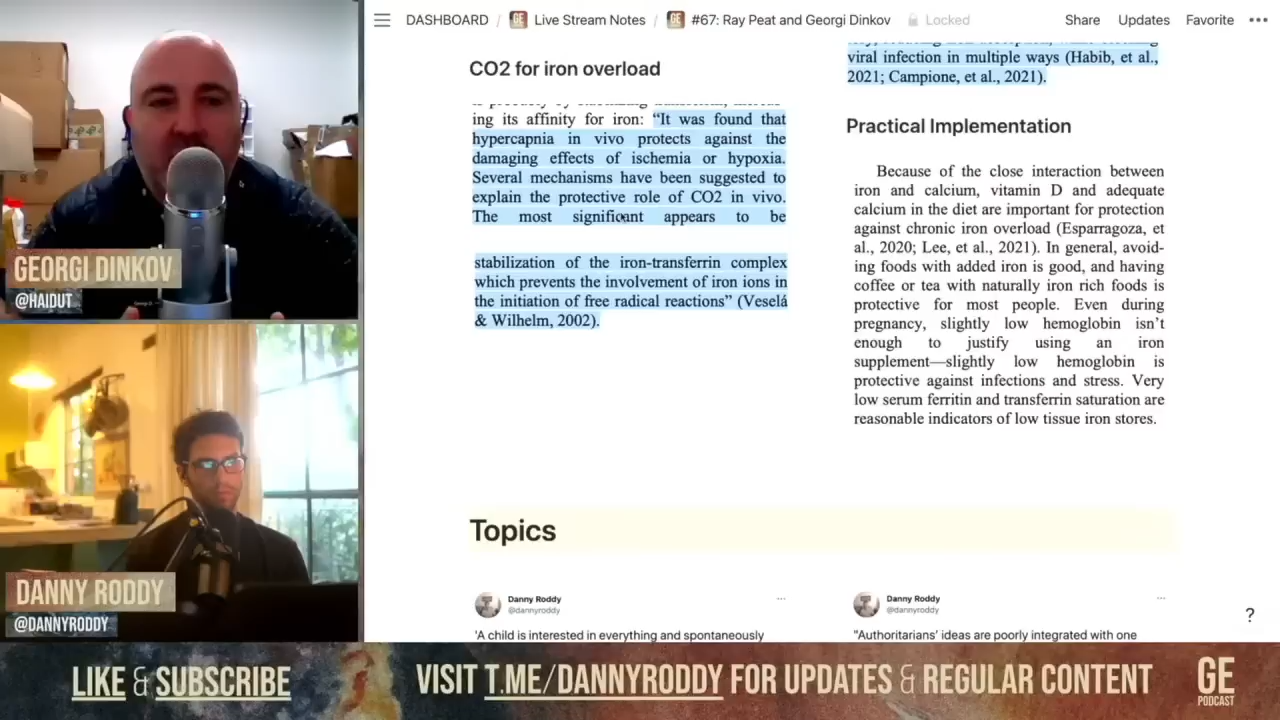 DASHBOARD / Live Stream Notes / #67: Ray Peat and Georgi Dinkov Locked
Share Updates Favorite
CO2 for iron overload
ing its affinity for iron: “It was found that
hypercapnia in vivo protects against the
damaging effects of ischemia or hypoxia.
Several mechanisms have been suggested to
explain the protective role of CO2 in vivo.
The most significant appears to be
stabilization of the iron-transferrin complex
which prevents the involvement of iron ions in
the initiation of free radical reactions” (Veselá
& Wilhelm, 2002).
viral infection in multiple ways (Habib, et al.,
2021; Campione, et al., 2021).
Practical Implementation
Because of the close interaction between
iron and calcium, vitamin D and adequate
calcium in the diet are important for protection
against chronic iron overload (Esparragoza, et
al., 2020; Lee, et al., 2021). In general, avoid-
ing foods with added iron is good, and having
coffee or tea with naturally iron rich foods is
protective for most people. Even during
pregnancy, slightly low hemoglobin isn’t
enough to justify using an iron
supplement—slightly low hemoglobin is
protective against infections and stress. Very
low serum ferritin and transferrin saturation are
reasonable indicators of low tissue iron stores.
Topics
Danny Roddy
@dannyroddy
'A child is interested in everything and spontaneously
Danny Roddy
@dannyroddy
"Authoritarians' ideas are poorly integrated with one
?
GEORGI DINKOV
@HAIDUT
DANNY RODDY
@DANNYRODDY
LIKE & SUBSCRIBE
VISIT T.ME/DANNYRODDY FOR UPDATES & REGULAR CONTENT
GE
PODCAST